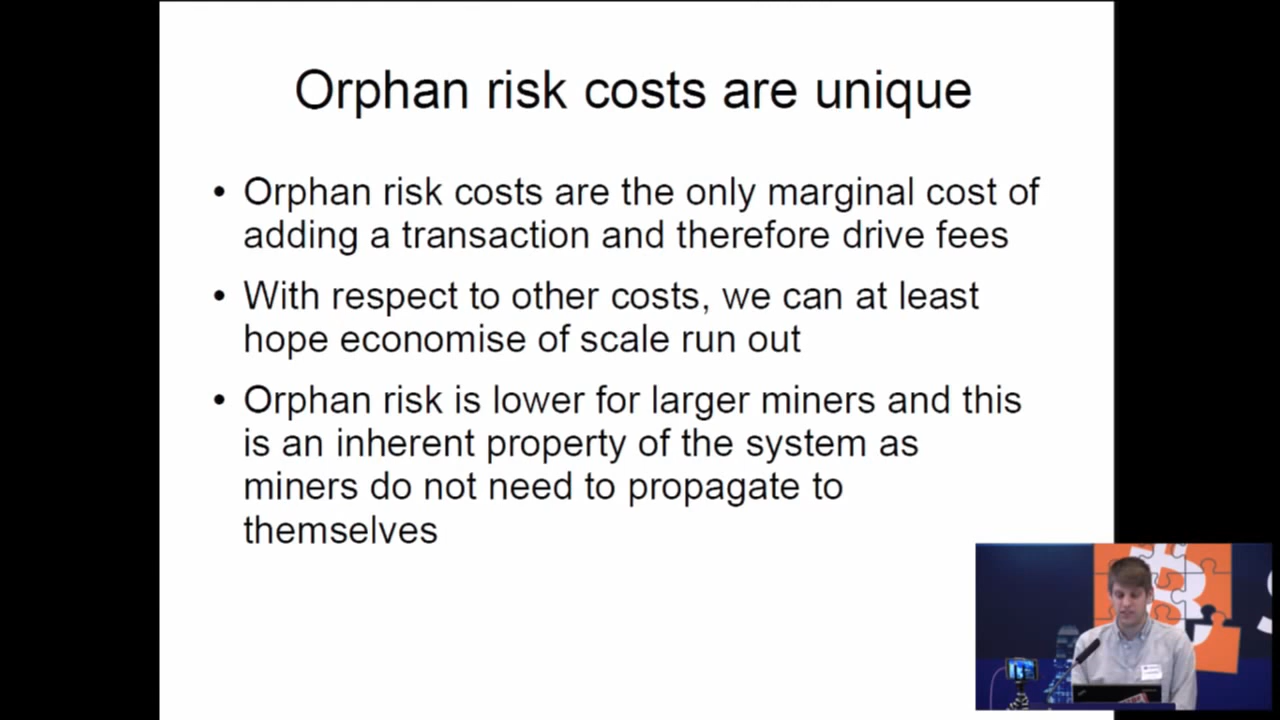 Orphan risk costs are unique
• Orphan risk costs are the only marginal cost of
adding a transaction and therefore drive fees
• With respect to other costs, we can at least
hope economise of scale run out
• Orphan risk is lower for larger miners and this
is an inherent property of the system as
miners do not need to propagate to
themselves